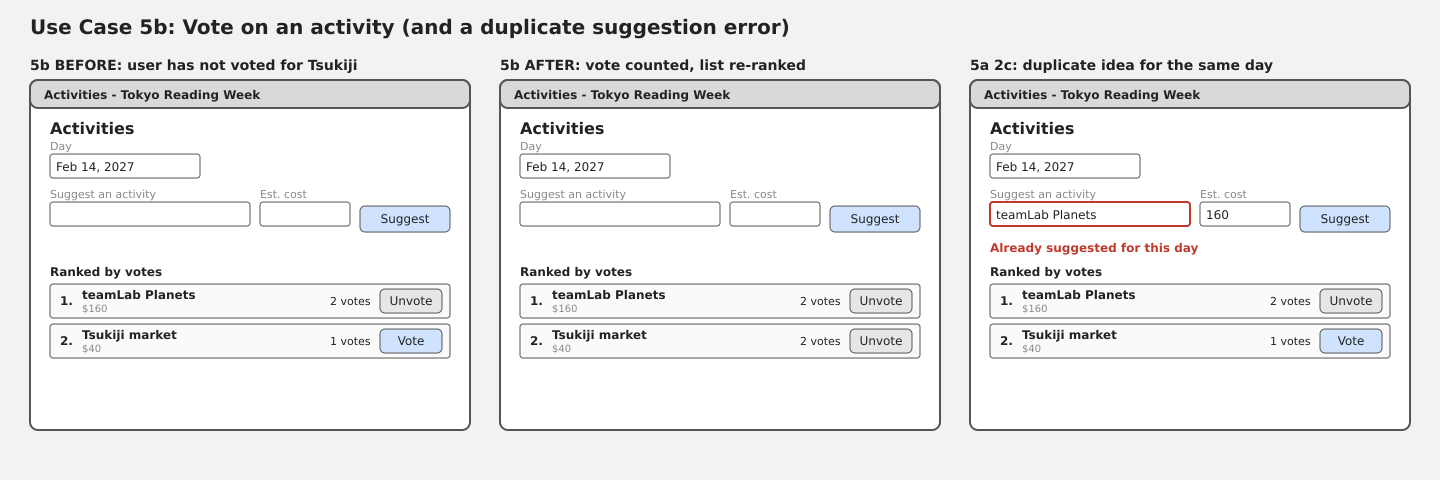 Use Case 5b: Vote on an activity (and a duplicate suggestion error)
5b BEFORE: user has not voted for Tsukiji
Activities - Tokyo Reading Week
Activities
Day
Feb 14, 2027
Suggest an activity
Est. cost
Suggest
Ranked by votes
1. teamLab Planets 2 votes Unvote
$160
2. Tsukiji market 1 votes Vote
$40
5b AFTER: vote counted, list re-ranked
Activities - Tokyo Reading Week
Activities
Day
Feb 14, 2027
Suggest an activity
Est. cost
Suggest
Ranked by votes
1. teamLab Planets 2 votes Unvote
$160
2. Tsukiji market 2 votes Unvote
$40
5a 2c: duplicate idea for the same day
Activities - Tokyo Reading Week
Activities
Day
Feb 14, 2027
Suggest an activity
Est. cost
teamLab Planets
160
Suggest
Already suggested for this day
Ranked by votes
1. teamLab Planets 2 votes Unvote
$160
2. Tsukiji market 1 votes Vote
$40